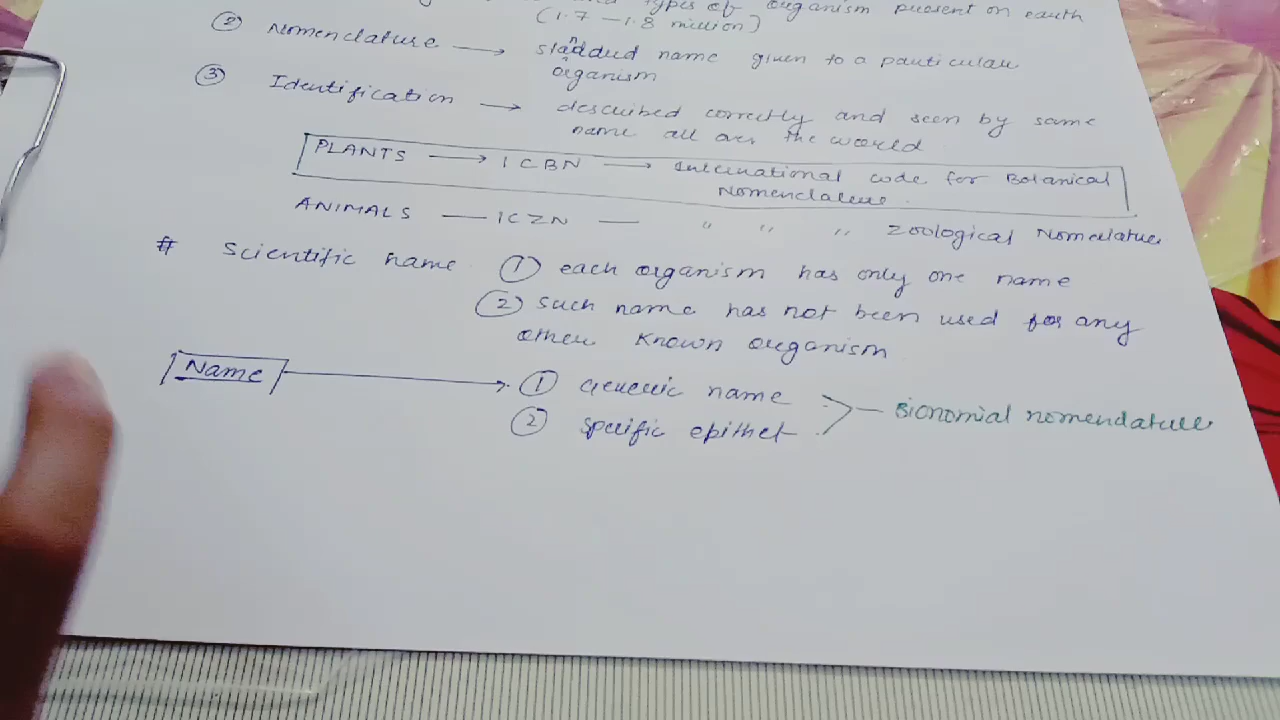 types of organism present on earth
(1.7 – 1.8 million)
② Nomenclature → standdud name given to a particular
organism
③ Identification → described correctly and seen by same
name all over the world
PLANTS → ICBN → International code for Botanical
Nomenclature.
ANIMALS — ICZN — " " " Zoological Nomenclature
# Scientific name. ① each organism has only one name
② such name has not been used for any
other known organism.
Name → ① Generic name
② specific epithet
— Bionomial nomenclature